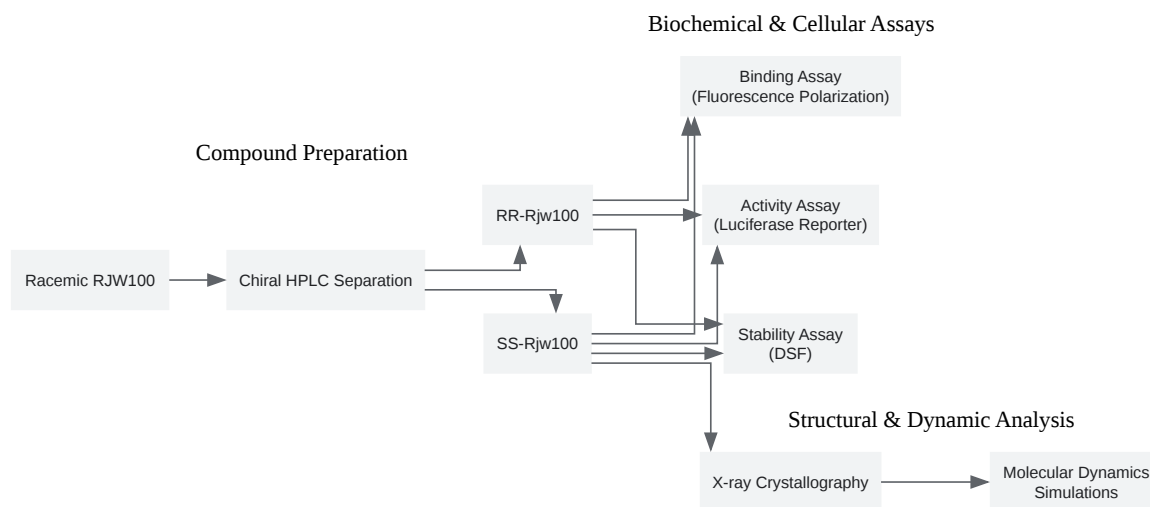 Biochemical & Cellular Assays
Binding Assay
(Fluorescence Polarization)
Compound Preparation
RR-Rjw100
Activity Assay
(Luciferase Reporter)
Racemic RJW100
Chiral HPLC Separation
SS-Rjw100
Stability Assay
(DSF)
Structural & Dynamic Analysis
X-ray Crystallography
Molecular Dynamics
Simulations